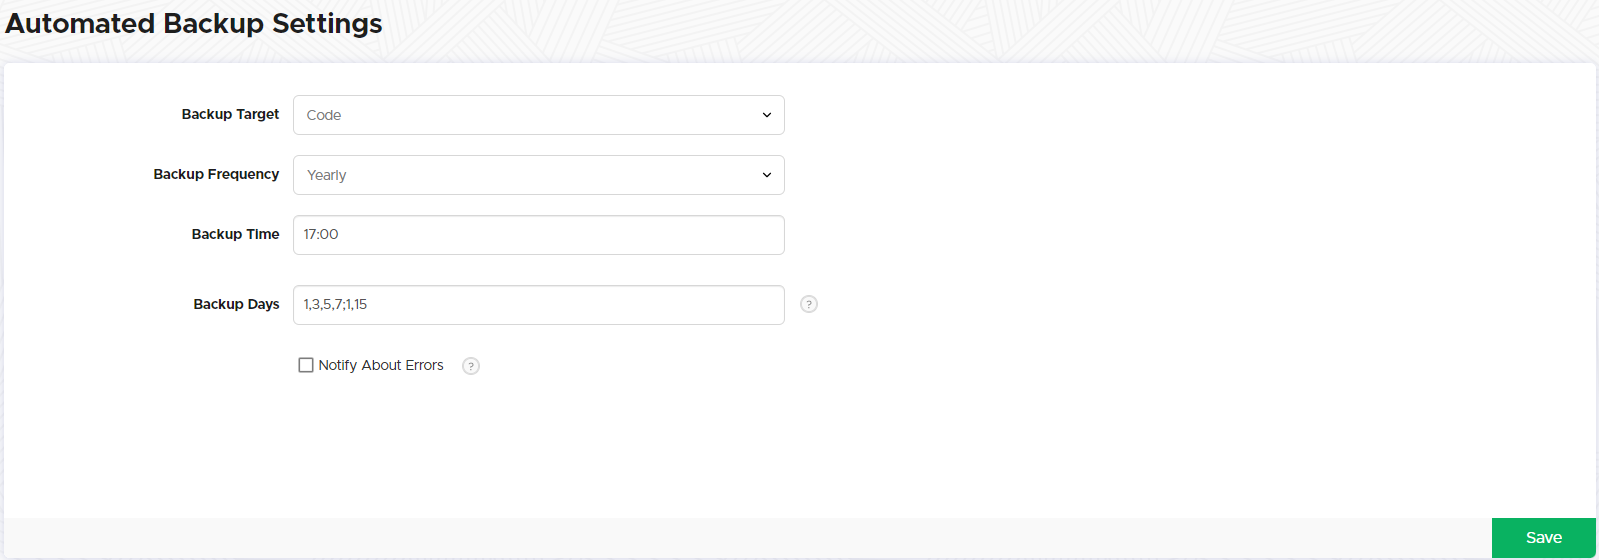 Automated Backup Settings
Backup Target Code
Backup Frequency Yearly
Backup Time 17:00
Backup Days 1,3,5,7;1,15 ?
Notify About Errors ?
Save